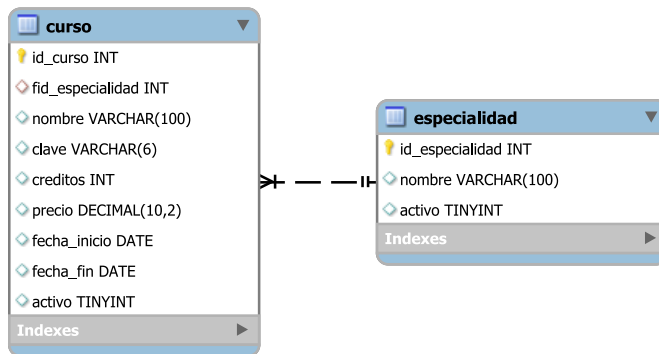 curso
id_curso INT
fid_especialidad INT
nombre VARCHAR(100)
clave VARCHAR(6)
creditos INT
precio DECIMAL(10,2)
fecha_inicio DATE
fecha_fin DATE
activo TINYINT
Indexes
especialidad
id_especialidad INT
nombre VARCHAR(100)
activo TINYINT
Indexes